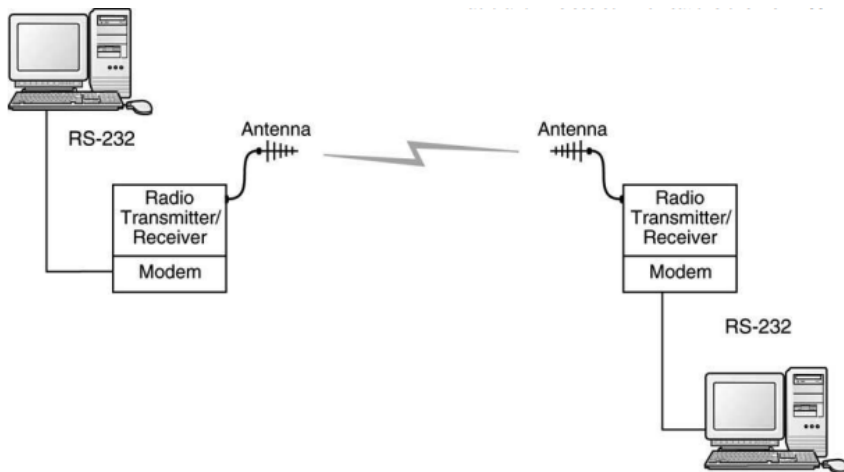 RS-232
Antenna
Antenna
Radio
Transmitter/
Receiver
Modem
Radio
Transmitter/
Receiver
Modem
RS-232